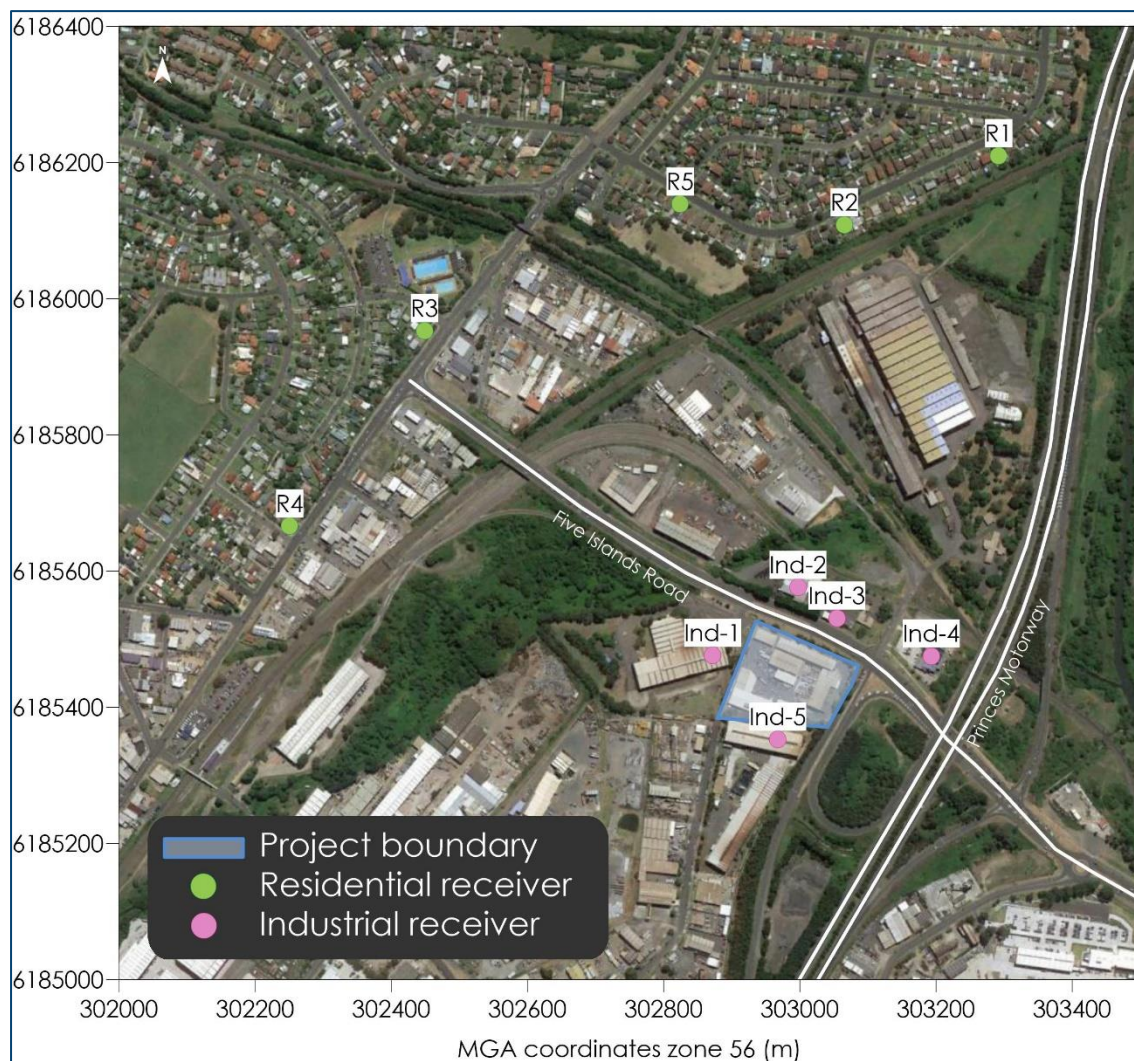 6186400
N
R1
6186200
R5
R2
6186000
R3
6185800
R4
Five Islands Road
6185600
Ind-2
Ind-3
Ind-1
Ind-4
Princes Motorway
6185400
Ind-5
6185200
Project boundary
Residential receiver
Industrial receiver
6185000
302000 302200 302400 302600 302800 303000 303200 303400
MGA coordinates zone 56 (m)